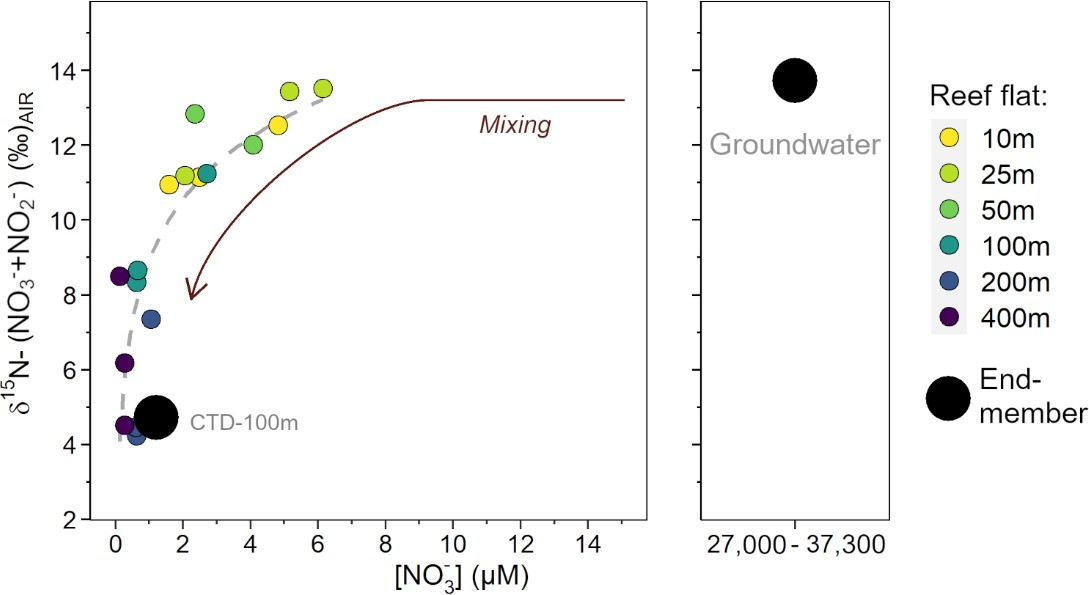 δ¹⁵N- (NO₃⁻+NO₂⁻) (‰)AIR
14
12
10
8
6
4
2
0
2
4
6
8
10
12
14
[NO₃⁻] (µM)
Mixing
CTD-100m
Groundwater
27,000 - 37,300
Reef flat:
10m
25m
50m
100m
200m
400m
End-
member